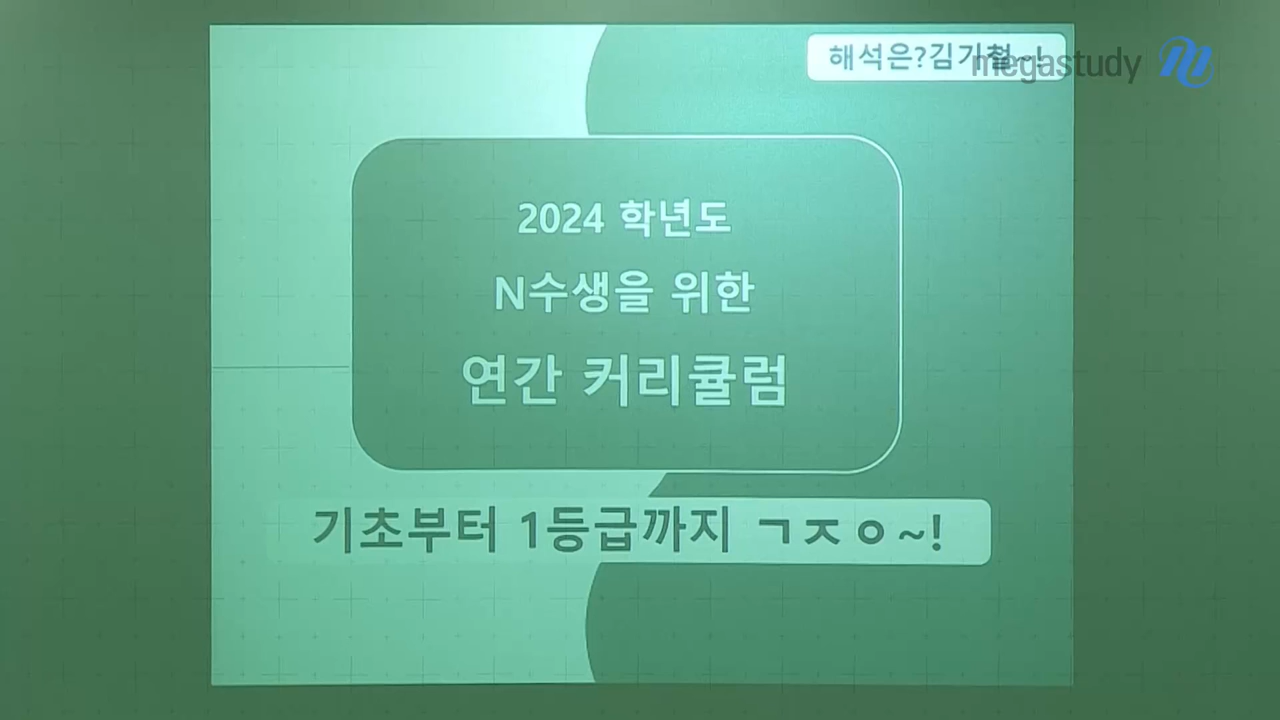 해석은?김기철~!
megastudy
2024 학년도
N수생을 위한
연간 커리큘럼
기초부터 1등급까지 ㄱㅈㅇ~!